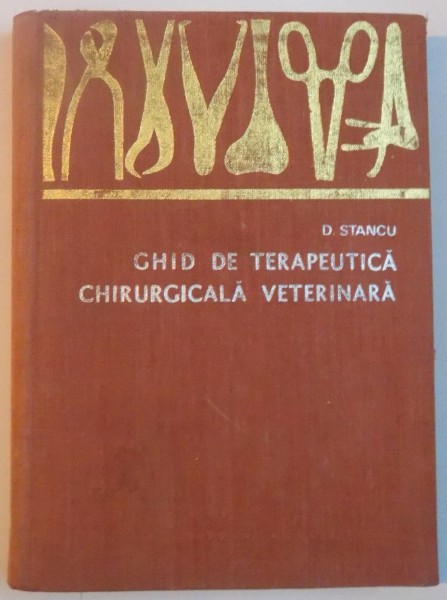 D. STANCU
GHID DE TERAPEUTICĂ
CHIRURGICALĂ VETERINARĂ